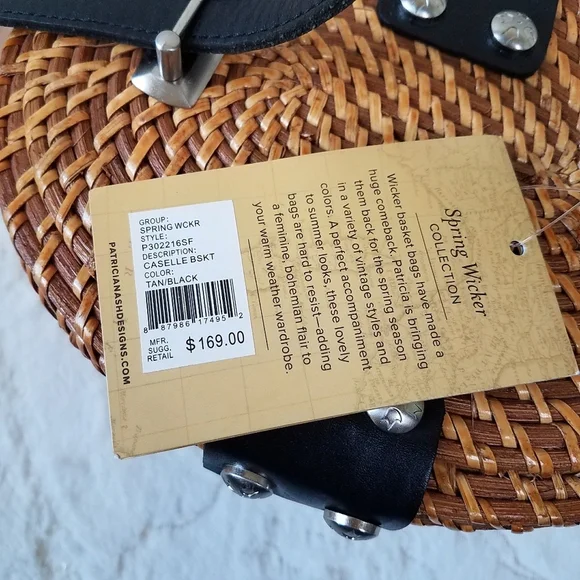 GROUP:
SPRING WCKR
STYLE:
P302216SF
DESCRIPTION:
CASELLE BSKT
COLOR:
TAN/BLACK
8 87986 17495 2
MFR.
SUGG.
RETAIL
$169.00
PATRICIANASHDESIGNS.COM
Spring Wicker
COLLECTION
Wicker basket bags have made a
huge comeback. Patricia is bringing
them back for the spring season
in a variety of vintage styles and
colors. A perfect accompaniment
to summer looks, these lovely
bags are hard to resist—adding
a feminine, bohemian flair to
your warm weather wardrobe.